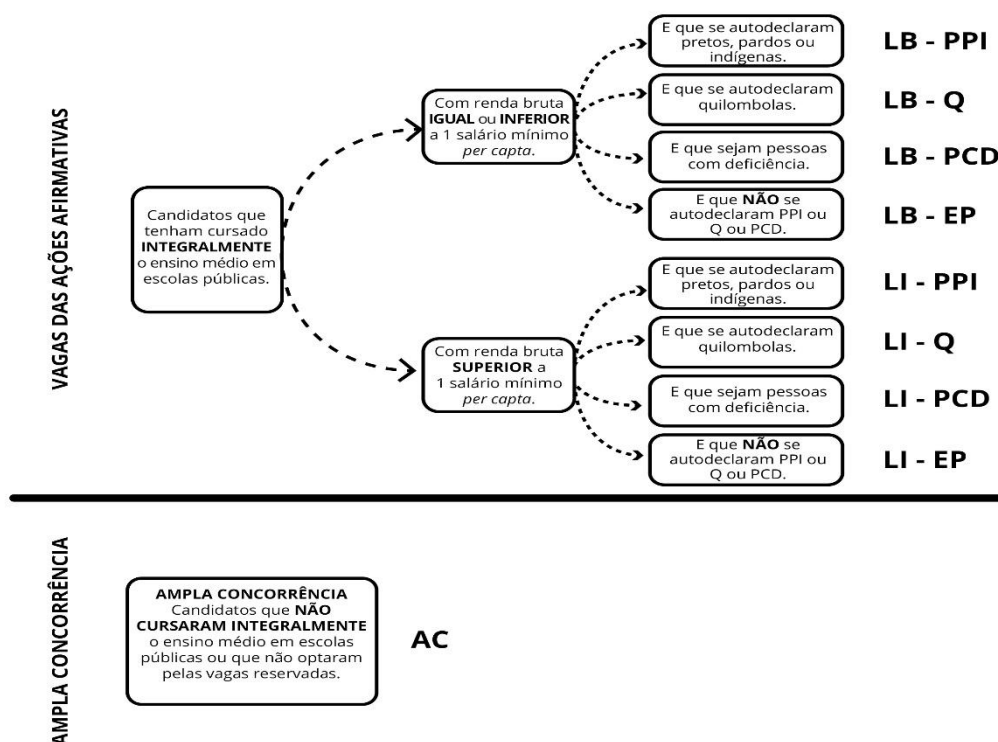 VAGAS DAS AÇÕES AFIRMATIVAS
Candidatos que
tenham cursado
INTEGRALMENTE
o ensino médio em
escolas públicas.
Com renda bruta
IGUAL ou INFERIOR
a 1 salário mínimo
per capta.
E que se autodeclaram
pretos, pardos ou
indígenas.
LB - PPI
E que se autodeclaram
quilombolas.
LB - Q
E que sejam pessoas
com deficiência.
LB - PCD
E que NÃO se
autodeclaram PPI ou
Q ou PCD.
LB - EP
Com renda bruta
SUPERIOR a
1 salário mínimo
per capta.
E que se autodeclaram
pretos, pardos ou
indígenas.
LI - PPI
E que se autodeclaram
quilombolas.
LI - Q
E que sejam pessoas
com deficiência.
LI - PCD
E que NÃO se
autodeclaram PPI ou
Q ou PCD.
LI - EP
AMPLA CONCORRÊNCIA
AMPLA CONCORRÊNCIA
Candidatos que NÃO
CURSARAM INTEGRALMENTE
o ensino médio em escolas
públicas ou que não optaram
pelas vagas reservadas.
AC